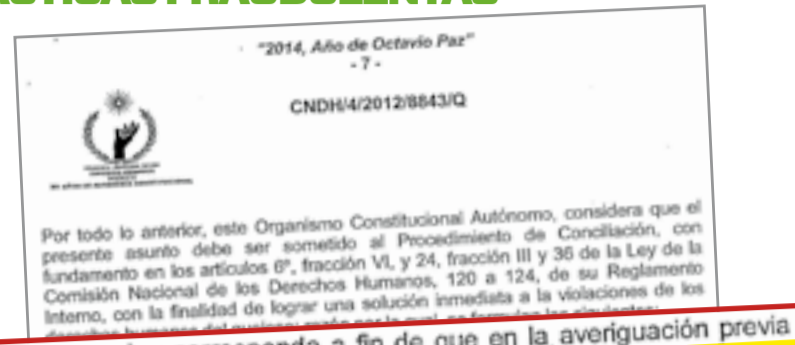 "2014, Año de Octavio Paz"
- 7 -
CNDH/4/2012/8843/Q
Por todo lo anterior, este Organismo Constitucional Autónomo, considera que el
presente asunto debe ser sometido al Procedimiento de Conciliación, con
fundamento en los artículos 6º, fracción VI, y 24, fracción III y 36 de la Ley de la
Comisión Nacional de los Derechos Humanos, 120 a 124, de su Reglamento
Interno, con la finalidad de lograr una solución inmediata a la violaciones de los
a fin de que en la averiguación previa